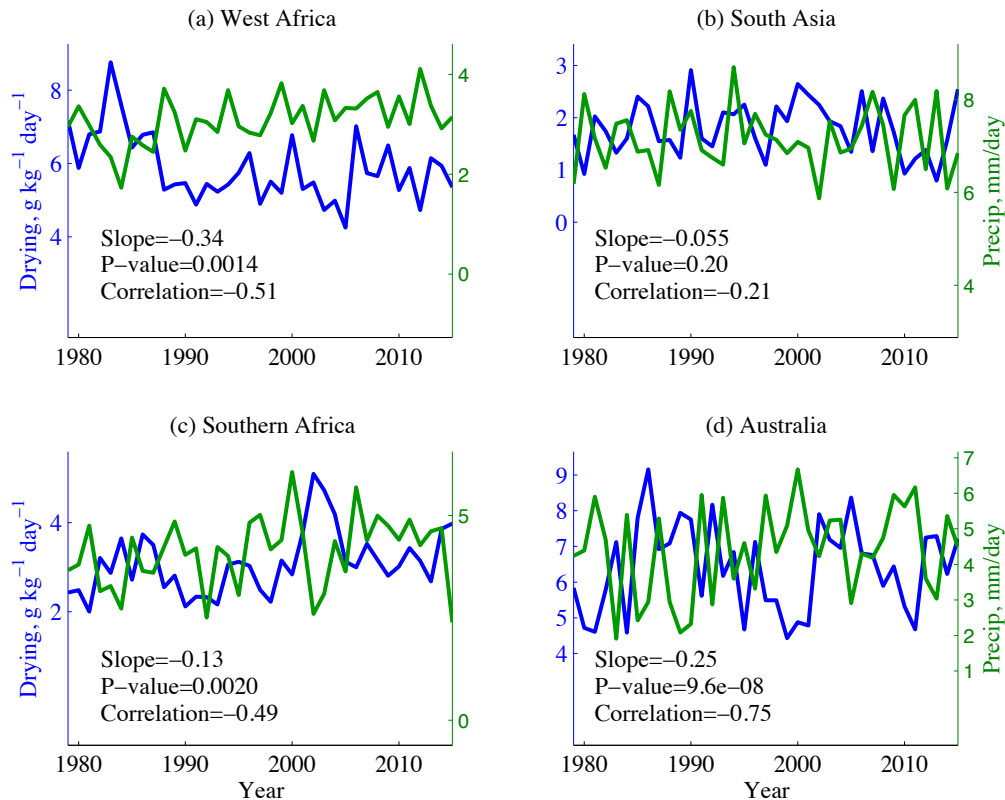 (a) West Africa
(b) South Asia
Drying, g kg−1 day−1
8
6
4
4
2
0
Slope=−0.34
P−value=0.0014
Correlation=−0.51
1980 1990 2000 2010
3
2
1
0
8
6
4
Precip, mm/day
Slope=−0.055
P−value=0.20
Correlation=−0.21
1980 1990 2000 2010
(c) Southern Africa
(d) Australia
Drying, g kg−1 day−1
4
2
5
0
Slope=−0.13
P−value=0.0020
Correlation=−0.49
1980 1990 2000 2010
Year
9
8
7
6
5
4
7
6
5
4
3
2
1
Precip, mm/day
Slope=−0.25
P−value=9.6e−08
Correlation=−0.75
1980 1990 2000 2010
Year